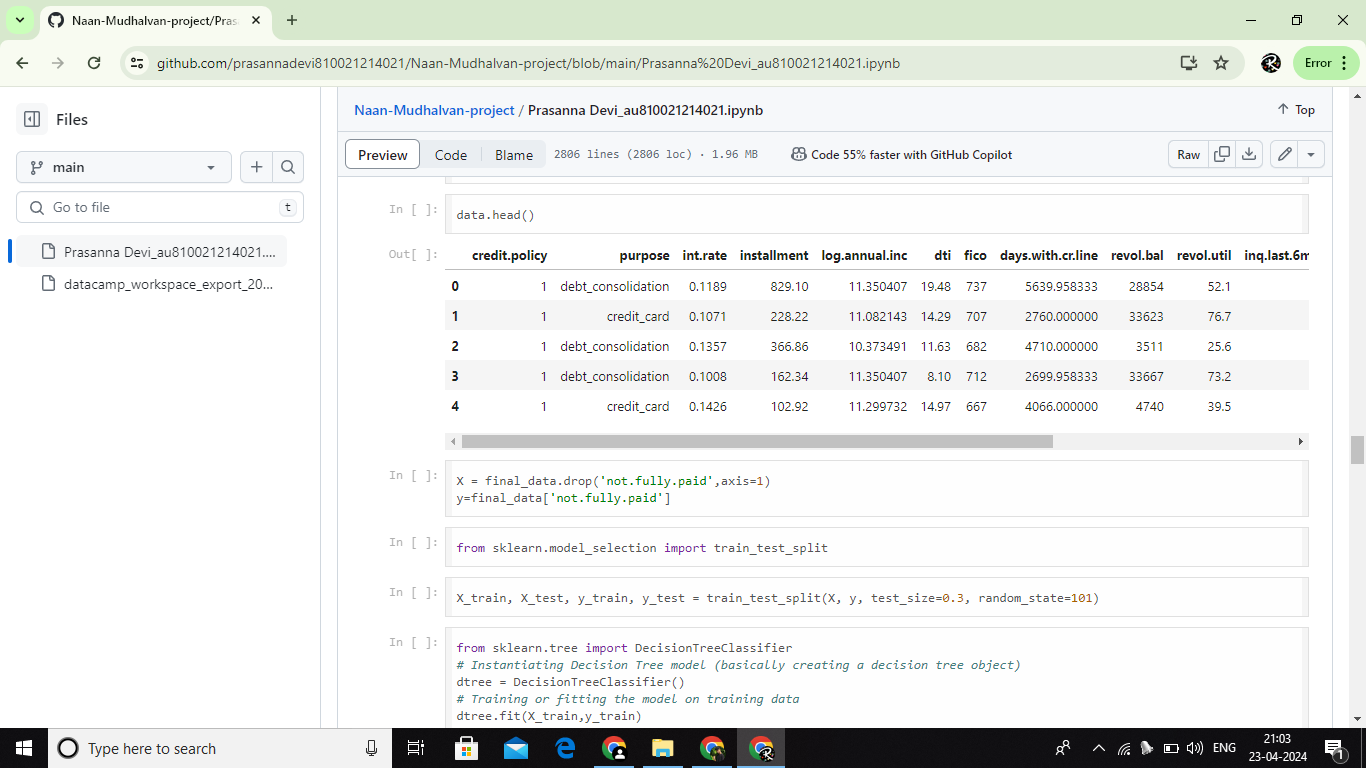 Naan-Mudhalvan-project/Pras
github.com/prasannadevi810021214021/Naan-Mudhalvan-project/blob/main/Prasanna%20Devi_au810021214021.ipynb
Error
Files
main
Go to file
t
Prasanna Devi_au810021214021....
datacamp_workspace_export_20...
Naan-Mudhalvan-project / Prasanna Devi_au810021214021.ipynb
Top
Preview Code Blame 2806 lines (2806 loc) · 1.96 MB Code 55% faster with GitHub Copilot Raw
In [ ]: data.head()
Out[ ]: credit.policy purpose int.rate installment log.annual.inc dti fico days.with.cr.line revol.bal revol.util inq.last.6m
0 1 debt_consolidation 0.1189 829.10 11.350407 19.48 737 5639.958333 28854 52.1
1 1 credit_card 0.1071 228.22 11.082143 14.29 707 2760.000000 33623 76.7
2 1 debt_consolidation 0.1357 366.86 10.373491 11.63 682 4710.000000 3511 25.6
3 1 debt_consolidation 0.1008 162.34 11.350407 8.10 712 2699.958333 33667 73.2
4 1 credit_card 0.1426 102.92 11.299732 14.97 667 4066.000000 4740 39.5
In [ ]: X = final_data.drop('not.fully.paid',axis=1)
y=final_data['not.fully.paid']
In [ ]: from sklearn.model_selection import train_test_split
In [ ]: X_train, X_test, y_train, y_test = train_test_split(X, y, test_size=0.3, random_state=101)
In [ ]: from sklearn.tree import DecisionTreeClassifier
# Instantiating Decision Tree model (basically creating a decision tree object)
dtree = DecisionTreeClassifier()
# Training or fitting the model on training data
dtree.fit(X_train,y_train)
Type here to search
ENG
21:03
23-04-2024
1